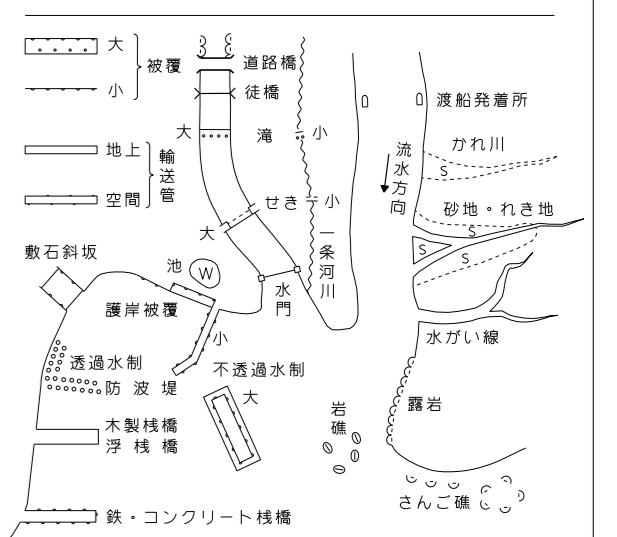 大
被覆
小
道路橋
徒橋
渡船発着所
大
滝
小
かれ川
地上
輸送管
流水方向
S
空間
せき
小
砂地・れき地
大
S
敷石斜坂
池
W
一条河川
S
S
護岸被覆
水門
小
水がい線
透過水制
不透過水制
防波堤
大
岩礁
露岩
木製桟橋
浮桟橋
さんご礁
鉄・コンクリート桟橋